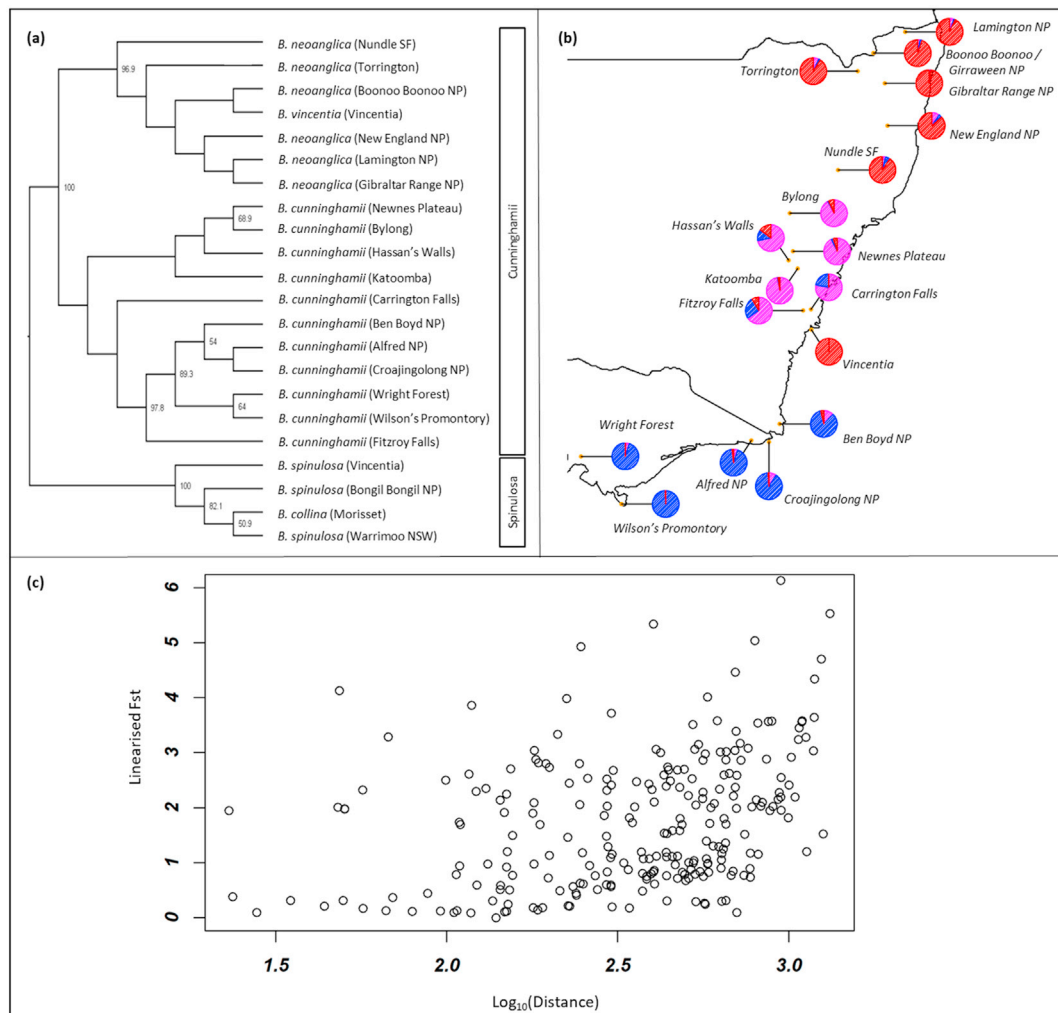 (a)
B. neoanglica (Nundle SF)
96.9
B. neoanglica (Torrington)
B. neoanglica (Boonoo Boonoo NP)
B. vincentia (Vincentia)
B. neoanglica (New England NP)
B. neoanglica (Lamington NP)
100
B. neoanglica (Gibraltar Range NP)
B. cunninghamii (Newnes Plateau)
68.9
B. cunninghamii (Bylong)
B. cunninghamii (Hassan's Walls)
B. cunninghamii (Katoomba)
B. cunninghamii (Carrington Falls)
B. cunninghamii (Ben Boyd NP)
64
B. cunninghamii (Alfred NP)
89.3
B. cunninghamii (Croajingolong NP)
B. cunninghamii (Wright Forest)
97.8
64
B. cunninghamii (Wilson's Promontory)
B. cunninghamii (Fitzroy Falls)
B. spinulosa (Vincentia)
100
B. spinulosa (Bongil Bongil NP)
82.1
B. collina (Morisset)
50.9
B. spinulosa (Warrimoo NSW)
Cunninghamii
Spinulosa
(b)
Lamington NP
Boonoo Boonoo /
Girraween NP
Torrington
Gibraltar Range NP
New England NP
Nundle SF
Bylong
Hassan's Walls
Newnes Plateau
Katoomba
Carrington Falls
Fitzroy Falls
Vincentia
Wright Forest
Ben Boyd NP
Alfred NP
Croajingolong NP
Wilson's Promontory
(c)
Linearised Fst
6
5
4
3
2
1
0
1.5
2.0
2.5
3.0
Log10(Distance)